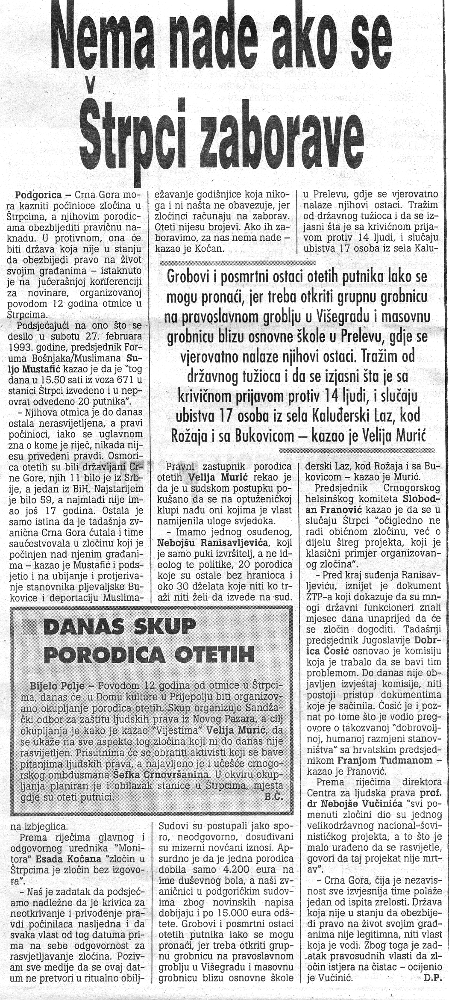 Nema nade ako se
Štrpci zaborave
Podgorica – Crna Gora mo-
ra kazniti počinioce zločina u
Štrpcima, a njihovim porodic-
ama obezbijediti pravičnu na-
knadu. U protivnom, ona će
biti država koja nije u stanju
da obezbijedi pravo na život
svojim građanima – istaknuto
je na jučerašnjoj konferenciji
za novinare, organizovanoj
povodom 12 godina otmice u
Štrpcima.
Podsjećajući na ono što se
desilo u subotu 27. februara
1993. godine, predsjednik For-
uma Bošnjaka/Muslimana Su-
ljo Mustafić kazao je da je "tog
dana u 15.50 sati iz voza 671 u
stanici Štrpci izvedeno i u nep-
ovrat odvedeno 20 putnika".
- Njihova otmica je do danas
ostala nerasvijetljena, a pravi
počinioci, iako se uglavnom
zna o kome je riječ, nikada nij-
esu privedeni pravdi. Osmori-
ca otetih su bili državljani Cr-
ne Gore, njih 11 bilo je iz Srb-
ije, a jedan iz BiH. Najstarijem
je bilo 59, a najmlađi nije im-
ao još 17 godina. Ostala je
samo istina da je tadašnja zv-
anična Crna Gora ćutala i time
saučestvovala u zločinu koji je
počinjen nad njenim građani-
ma – kazao je Mustafić i pods-
jetio i na ubijanje i protjeriva-
nje stanovnika pljevaljske Bu-
kovice i deportaciju Muslima-
na izbjeglica.
Prema riječima glavnog i
odgovornog urednika "Moni-
tora" Esada Kočana "zločin u
Štrpcima je zločin bez izgovo-
ra".
- Naš je zadatak da podsjeć-
amo nadležne da je krivica za
neotkrivanje i privođenje pra-
vdi počinilaca nasljedna i da
svaka vlast od tog datuma pri-
ma na sebe odgovornost za
rasvjetljavanje zločina. Poziv-
am sve medije da se ovaj dat-
um ne pretvori u ritualno obilj-
ežavanje godišnjice koja niko-
ga i ni našta ne obavezuje, jer
zločinci računaju na zaborav.
Oteti nijesu brojevi. Ako ih za-
boravimo, za nas nema nade –
kazao je Kočan.
Pravni zastupnik porodica
otetih Velija Murić rekao je
da je u sudskom postupku po-
kušano da se na optuženičkoj
klupi nađu oni kojima je vlast
namijenila uloge svjedoka.
- Imamo jednog osuđenog,
Nebojšu Ranisavljevića, koji
je samo puki izvršitelj, a ne id-
eolog te politike, 20 porodica
koje su ostale bez hranioca i
oko 30 dželata koje niti ko tr-
aži niti želi da izvede na sud.
Sudovi su postupali jako spo-
ro, neodgovorno, dosuđivani
su mizerni novčani iznosi. Ap-
surdno je da je jedna porodica
dobila samo 4.200 eura na
ime duševnog bola, a naši zv-
aničnici u podgoričkim sudov-
ima zbog novinskih napisa
dobijaju i po 15.000 eura odš-
tete. Grobovi i posmrtni ostaci
otetih putnika lako se mogu
pronaći, jer treba otkriti grup-
nu grobnicu na pravoslavnom
groblju u Višegradu i masovnu
grobnicu blizu osnovne škole
u Prelevu, gdje se vjerovatno
nalaze njihovi ostaci. Tražim
od državnog tužioca i da se iz-
jasni šta je sa krivičnom prija-
vom protiv 14 ljudi, i slučaju
ubistva 17 osoba iz sela Kalu-
đerski Laz, kod Rožaja i sa Bu-
kovicom – kazao je Murić.
Predsjednik Crnogorskog
helsinškog komiteta Slobod-
an Franović kazao je da se u
slučaju Štrpci "očigledno ne
radi običnom zločinu, već o
dijelu šireg projekta, koji je
klasični primjer organizovan-
og zločina".
- Pred kraj suđenja Ranisav-
ljeviću, iznijet je dokument
ŽTP-a koji dokazuje da su mn-
ogi državni funkcioneri znali
mjesec dana unaprijed da će
se zločin dogoditi. Tadašnji
predsjednik Jugoslavije Dobr-
ica Ćosić osnovao je komisiju
koja je trabalo da se bavi tim
problemom. Do danas nije ob-
javljen izvještaj komisije, niti
postoji pristup dokumentima
koje je sačinila. Ćosić je i poz-
nat po tome što je vodio preg-
ovore o takozvanoj "dobrovolj-
noj, humanoj razmjeni stanov-
ništva" sa hrvatskim predsjed-
nikom Franjom Tuđmanom –
kazao je Franović.
Prema riječima direktora
Centra za ljudska prava prof.
dr Nebojše Vučinića "svi po-
menuti zločini dio su jednog
velikodržavnog nacional-šovi-
nističkog projekta, a to što je
malo urađeno da se rasvijetle,
govori da taj projekat nije mrt-
av".
- Crna Gora, čija je nezavis-
nost sve izvjesnija time polaže
jedan od ispita zrelosti. Država
koja nije u stanju da obezbije-
di pravo na život svojim građ-
anima nije legitimna, niti vlast
koja je vodi. Zbog toga je zad-
atak pravosudnih vlasti da zl-
očin istjera na čistac – ocijenio
je Vučinić. D.P.
Grobovi i posmrtni ostaci otetih putnika lako se
mogu pronaći, jer treba otkriti grupnu grobnicu
na pravoslavnom groblju u Višegradu i masovnu
grobnicu blizu osnovne škole u Prelevu, gdje se
vjerovatno nalaze njihovi ostaci. Tražim od
državnog tužioca i da se izjasni šta je sa
krivičnom prijavom protiv 14 ljudi, i slučaju
ubistva 17 osoba iz sela Kaluđerski Laz, kod
Rožaja i sa Bukovicom – kazao je Velija Murić
DANAS SKUP
PORODICA OTETIH
Bijelo Polje – Povodom 12 godina od otmice u Štrpci-
ma, danas će u Domu kulture u Prijepolju biti organizov-
ano okupljanje porodica otetih. Skup organizuje Sandža-
čki odbor za zaštitu ljudskih prava iz Novog Pazara, a cilj
okupljanja je kako je kazao "Vijestima" Velija Murić, da
se ukaže na sve aspekte tog zločina koji ni do danas nije
rasvijetljen. Prisutnima će se obratiti aktivisti koji se bave
pitanjima ljudskih prava, a najavljeno je i učešće crnogo-
rskog ombdusmana Šefka Crnovršanina. U okviru okup-
ljanja planiran je i obilazak stanice u Štrpcima, mjesta
gdje su oteti putnici. B.Č.